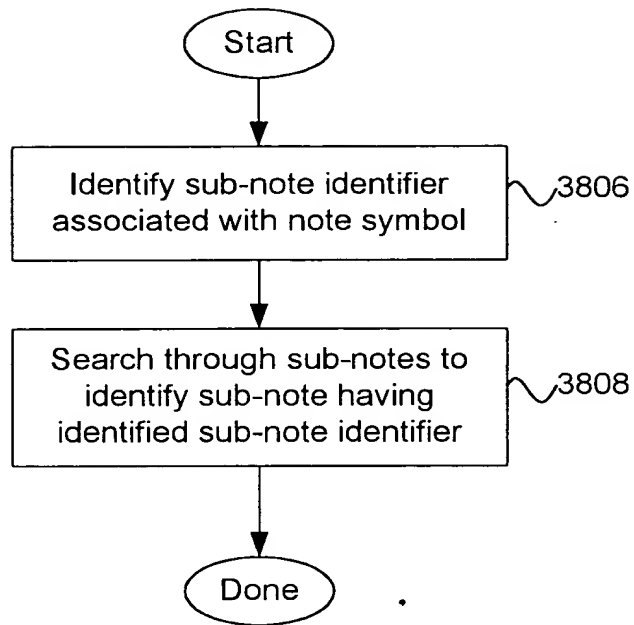 Start
Identify sub-note identifier
associated with note symbol
3806
Search through sub-notes to
identify sub-note having
identified sub-note identifier
3808
Done